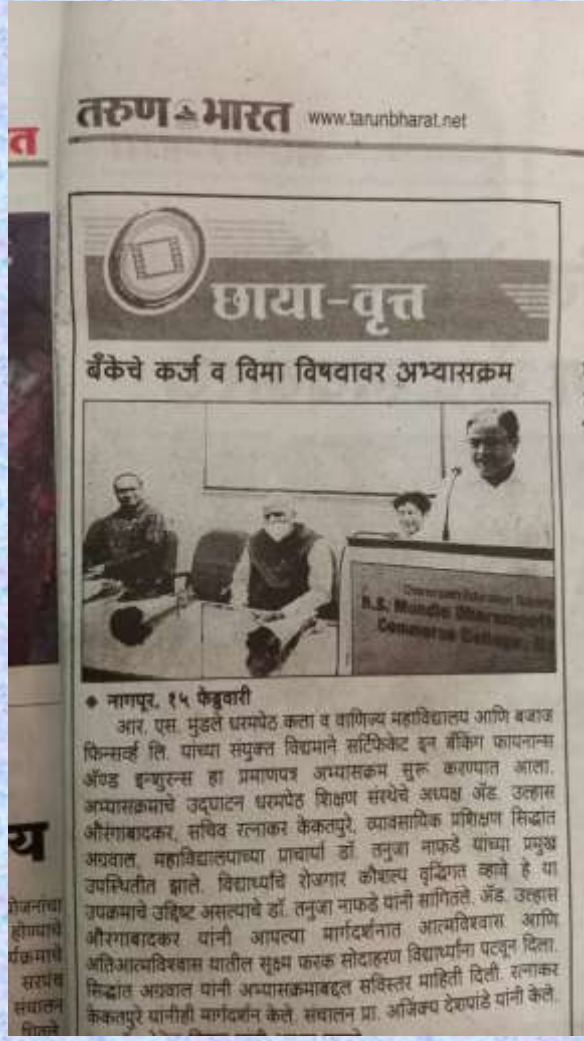 त
तरुण भारत www.tarunbharat.net
छाया-वृत्त
बँकेचे कर्ज व विमा विषयावर अभ्यासक्रम
R.S. Mundle Dharampeth
Commerce College,
नागपूर, १५ फेब्रुवारी
आर. एस. मुंडले धरमपेठ कला व वाणिज्य महाविद्यालय आणि बजाज
फिन्सर्व्ह लि. यांच्या संयुक्त विद्यमाने सर्टिफिकेट इन बँकिंग फायनान्स
अ‍ॅण्ड इन्शुरन्स हा प्रमाणपत्र अभ्यासक्रम सुरू करण्यात आला.
अभ्यासक्रमाचे उद्घाटन धरमपेठ शिक्षण संस्थेचे अध्यक्ष अ‍ॅड. उल्हास
औरंगाबादकर, सचिव रत्नाकर केकतपुरे, व्यावसायिक प्रशिक्षण सिद्धांत
अग्रवाल, महाविद्यालयाच्या प्राचार्या डॉ. तनुजा नाफडे यांच्या प्रमुख
उपस्थितीत झाले. विद्यार्थ्यांचे रोजगार कौशल्य वृद्धिंगत व्हावे हे या
उपक्रमाचे उद्दिष्ट असल्याचे डॉ. तनुजा नाफडे यांनी सांगितले. अ‍ॅड. उल्हास
औरंगाबादकर यांनी आपल्या मार्गदर्शनात आत्मविश्वास आणि
अतिआत्मविश्वास यातील सूक्ष्म फरक सोदाहरण विद्यार्थ्यांना पटवून दिला.
सिद्धांत अग्रवाल यांनी अभ्यासक्रमाबद्दल सविस्तर माहिती दिली. रत्नाकर
केकतपुरे यांनीही मार्गदर्शन केले. संचालन प्रा. अजिंक्य देशपांडे यांनी केले.
य
होणाऱ्या
सरपंच
संचालन